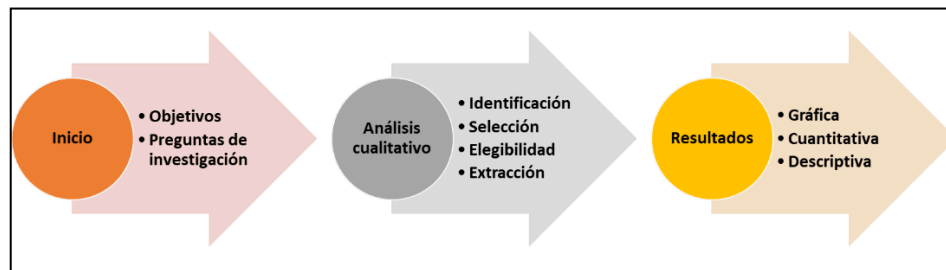 Inicio
• Objetivos
• Preguntas de
investigación
Análisis
cualitativo
• Identificación
• Selección
• Elegibilidad
• Extracción
Resultados
• Gráfica
• Cuantitativa
• Descriptiva